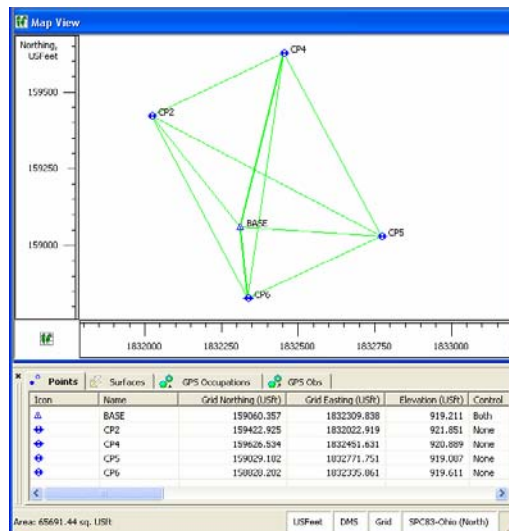 Map View
Northing,
USFeet
CP4
159500
CP2
159250
BASE
CP5
159000
CP6
1832000 1832250 1832500 1832750 1833000
Points Surfaces GPS Occupations GPS Obs
Icon Name Grid Northing (USft) Grid Easting (USft) Elevation (USft) Control
BASE 159060.357 1832309.838 919.211 Both
CP2 159422.925 1832022.919 921.851 None
CP4 159626.534 1832451.631 920.889 None
CP5 159029.182 1832771.751 919.007 None
CP6 158828.202 1832335.861 919.611 None
Area: 65691.44 sq. USft USFeet DMS Grid SPC83-Ohio (North)